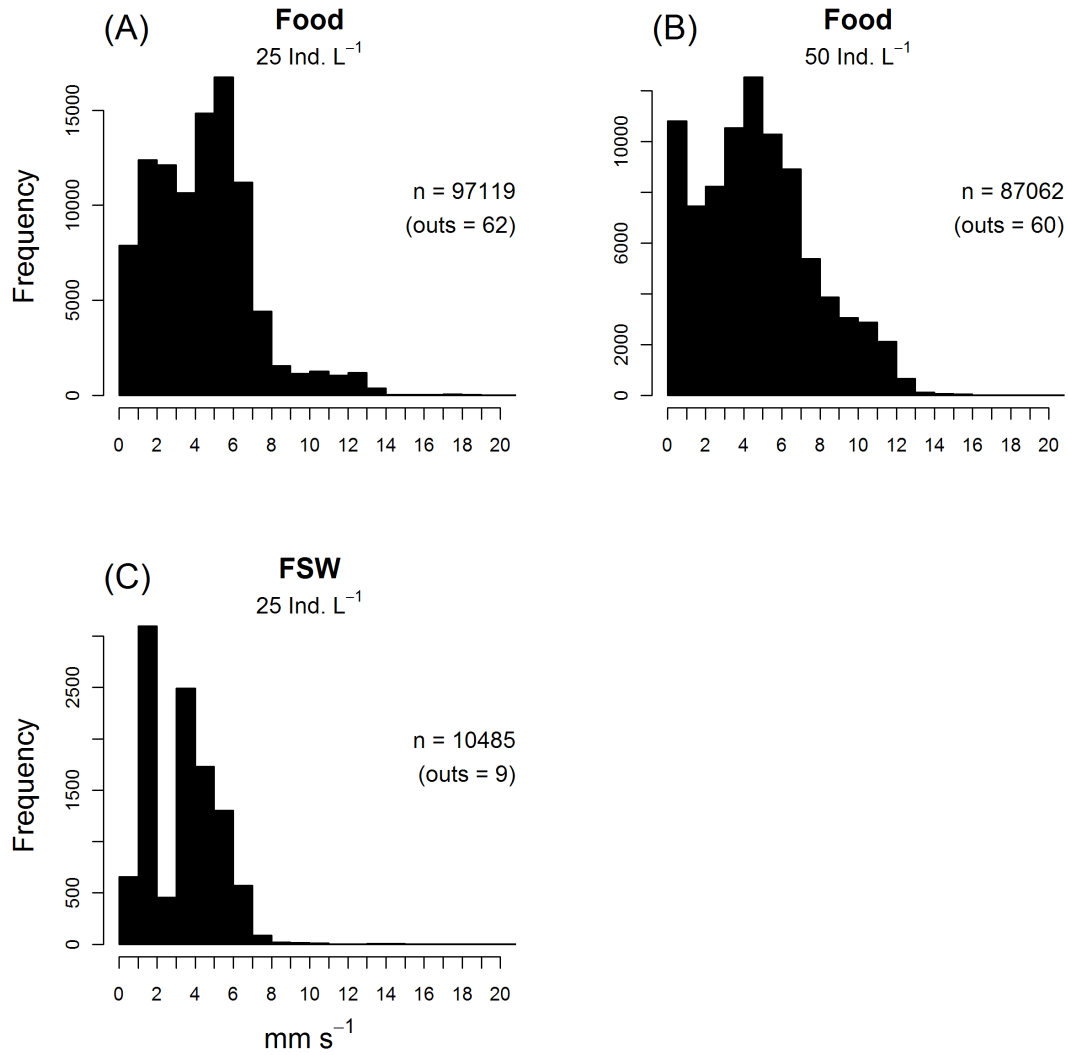 (A)
Food
25 Ind. L⁻¹
Frequency
15000
10000
5000
0
n = 97119
(outs = 62)
0 2 4 6 8 10 12 14 16 18 20
(B)
Food
50 Ind. L⁻¹
10000
6000
2000
0
n = 87062
(outs = 60)
0 2 4 6 8 10 12 14 16 18 20
(C)
FSW
25 Ind. L⁻¹
Frequency
2500
1500
500
0
n = 10485
(outs = 9)
0 2 4 6 8 10 12 14 16 18 20
mm s⁻¹